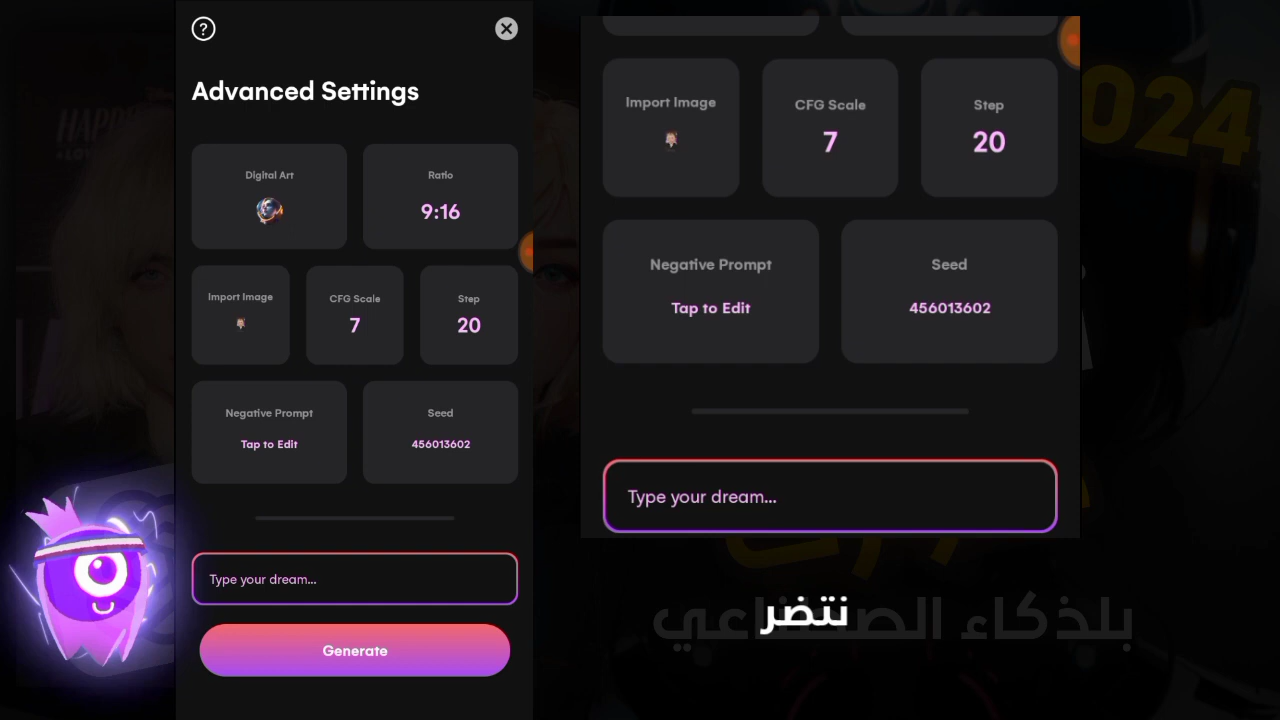 ?
Advanced Settings
Digital Art
Ratio
9:16
Import Image
CFG Scale
7
Step
20
Negative Prompt
Tap to Edit
Seed
456013602
Type your dream...
Generate
Import Image
CFG Scale
7
Step
20
Negative Prompt
Tap to Edit
Seed
456013602
Type your dream...
024
نتضر
بلذكاء الصطناعي